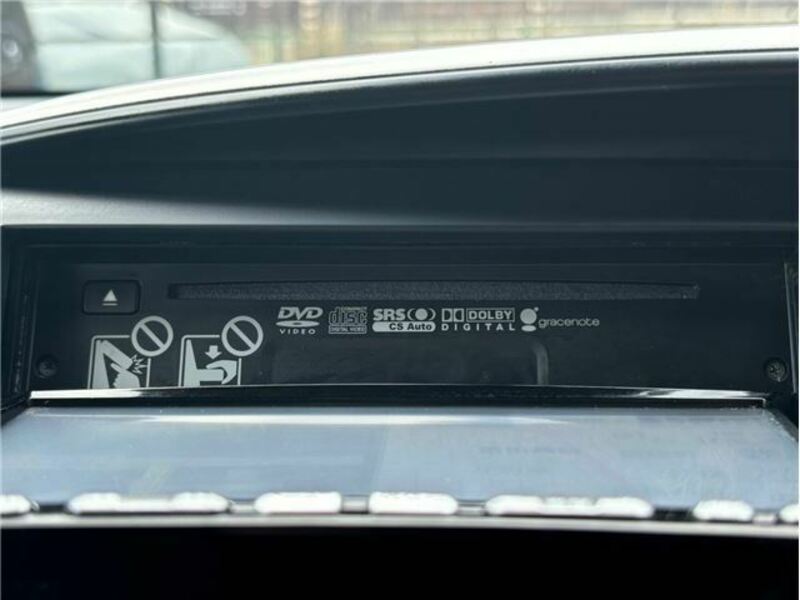 DVD
VIDEO
disc
DIGITAL VIDEO
SRS
CS Auto
DOLBY
DIGITAL
gracenote